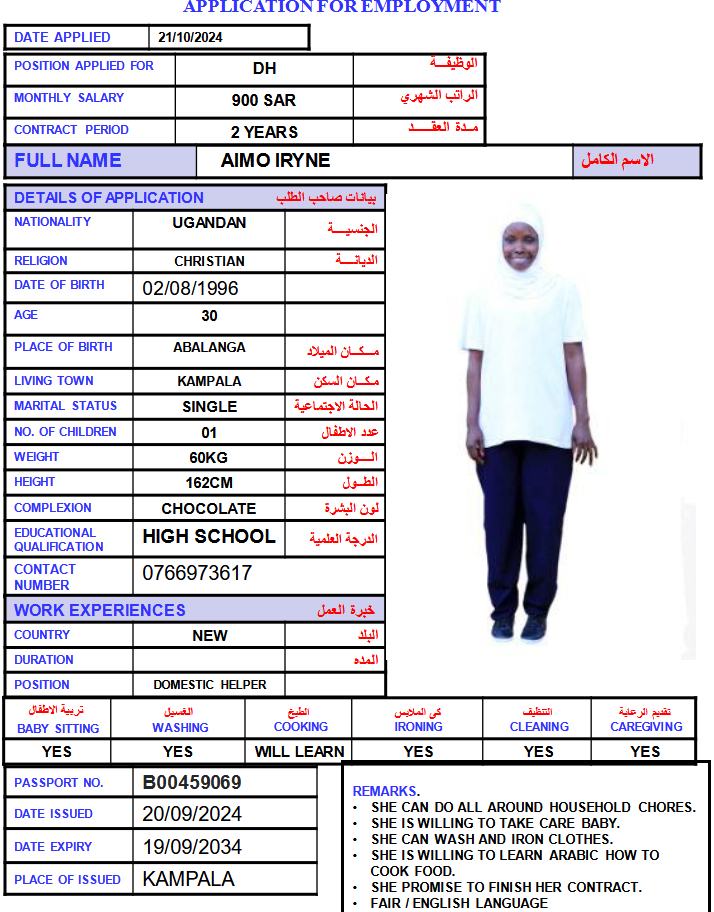 APPLICATION FOR EMPLOYMENT
DATE APPLIED 21/10/2024
POSITION APPLIED FOR DH الوظيفـــة
MONTHLY SALARY 900 SAR الراتب الشهري
CONTRACT PERIOD 2 YEARS مـدة العقـــد
FULL NAME AIMO IRYNE الاسم الكامل
DETAILS OF APPLICATION بيانات صاحب الطلب
NATIONALITY UGANDAN الجنسيـــة
RELIGION CHRISTIAN الديانـــة
DATE OF BIRTH 02/08/1996
AGE 30
PLACE OF BIRTH ABALANGA مـكـــان الميلاد
LIVING TOWN KAMPALA مكـان السكن
MARITAL STATUS SINGLE الحالة الاجتماعية
NO. OF CHILDREN 01 عدد الاطفال
WEIGHT 60KG الـــوزن
HEIGHT 162CM الطـول
COMPLEXION CHOCOLATE لون البشرة
EDUCATIONAL QUALIFICATION HIGH SCHOOL الدرجة العلمية
CONTACT NUMBER 0766973617
WORK EXPERIENCES خبرة العمل
COUNTRY NEW البلد
DURATION المده
POSITION DOMESTIC HELPER
تربية الاطفال الغسيل الطبخ كى الملابس التنظيف تقديم الرعاية
BABY SITTING WASHING COOKING IRONING CLEANING CAREGIVING
YES YES WILL LEARN YES YES YES
PASSPORT NO. B00459069
DATE ISSUED 20/09/2024
DATE EXPIRY 19/09/2034
PLACE OF ISSUED KAMPALA
REMARKS.
• SHE CAN DO ALL AROUND HOUSEHOLD CHORES.
• SHE IS WILLING TO TAKE CARE BABY.
• SHE CAN WASH AND IRON CLOTHES.
• SHE IS WILLING TO LEARN ARABIC HOW TO
COOK FOOD.
• SHE PROMISE TO FINISH HER CONTRACT.
• FAIR / ENGLISH LANGUAGE